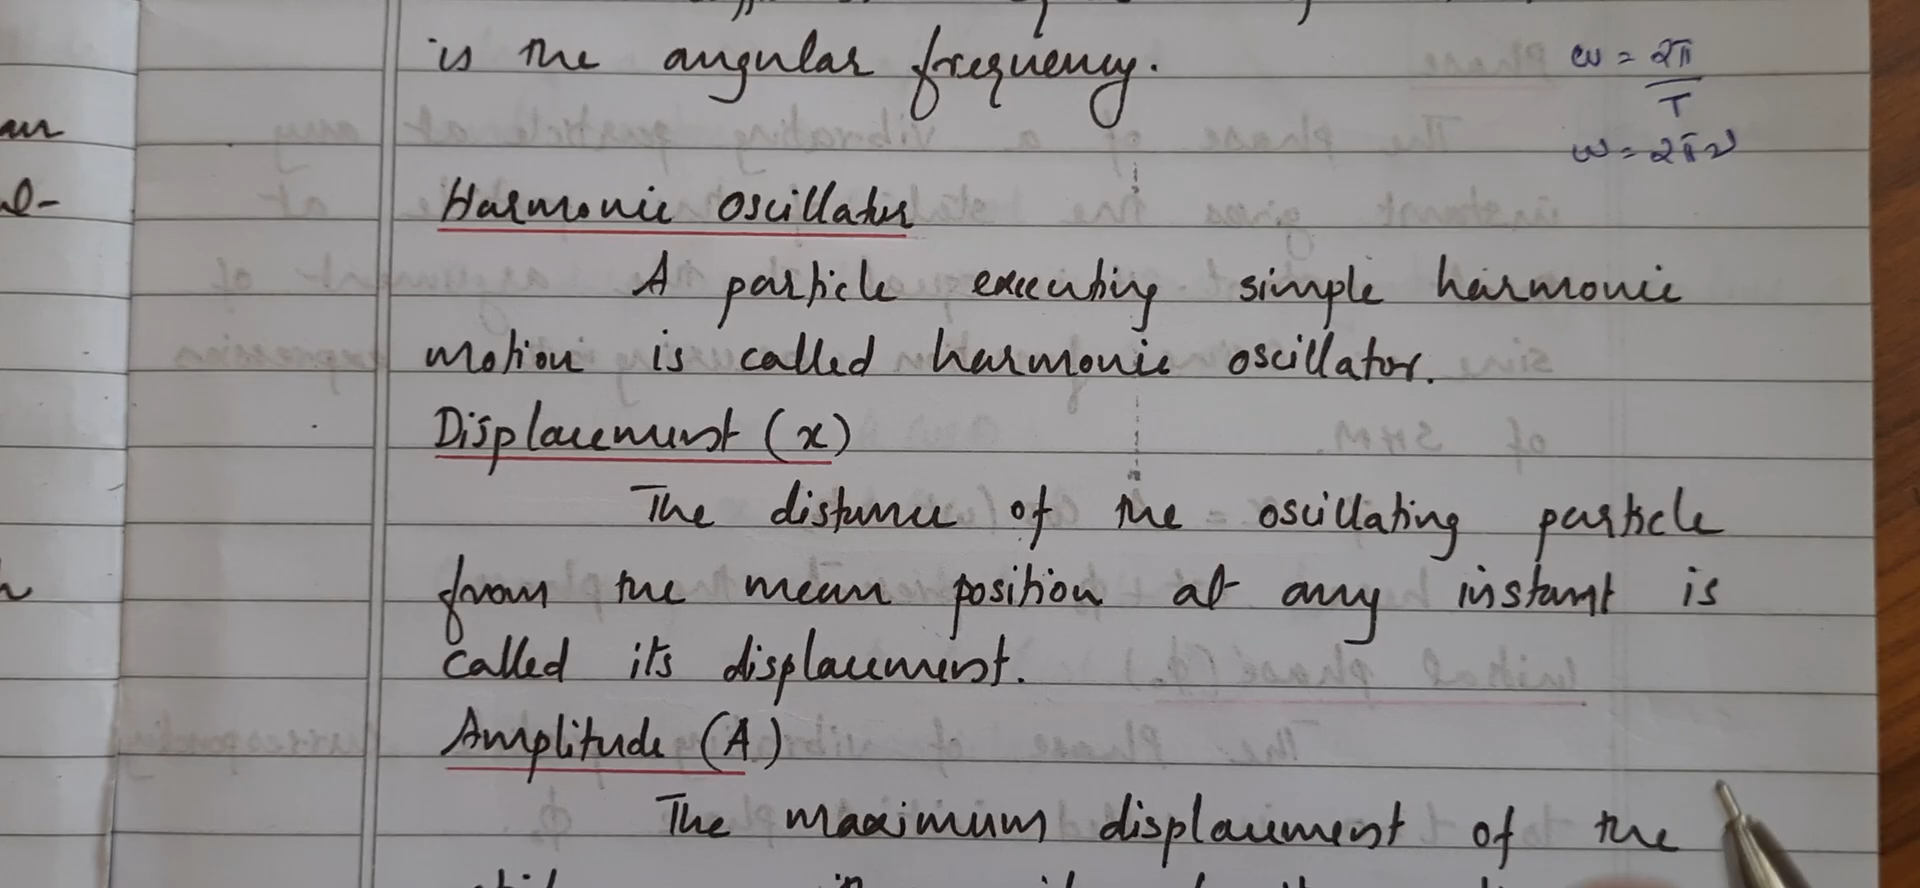 is the angular frequency.
ω = 2π
T
ω = 2πν
Harmonic oscillator
A particle executing simple harmonic
motion is called harmonic oscillator.
Displacement (x)
The distance of the oscillating particle
from the mean position at any instant is
called its displacement.
Amplitude (A)
The maximum displacement of the